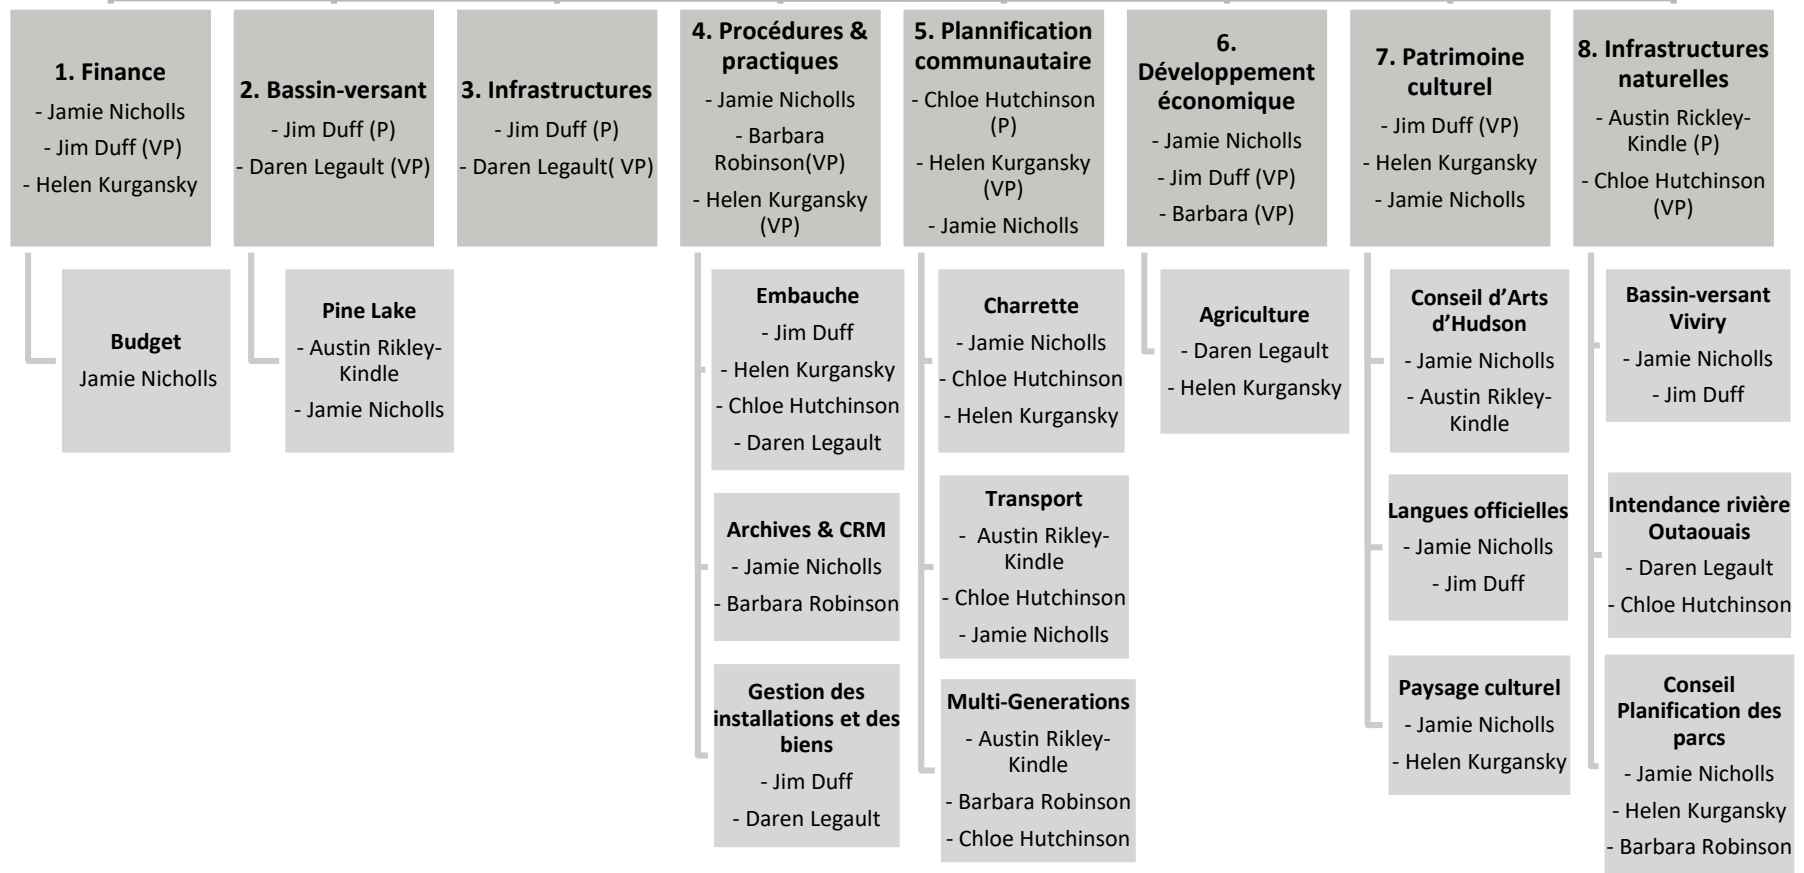 1. Finance
- Jamie Nicholls
- Jim Duff (VP)
- Helen Kurgansky
Budget
Jamie Nicholls
2. Bassin-versant
- Jim Duff (P)
- Daren Legault (VP)
Pine Lake
- Austin Rikley-
Kindle
- Jamie Nicholls
3. Infrastructures
- Jim Duff (P)
- Daren Legault( VP)
4. Procédures &
practiques
- Jamie Nicholls
- Barbara
Robinson(VP)
- Helen Kurgansky
(VP)
Embauche
- Jim Duff
- Helen Kurgansky
- Chloe Hutchinson
- Daren Legault
Archives & CRM
- Jamie Nicholls
- Barbara Robinson
Gestion des
installations et des
biens
- Jim Duff
- Daren Legault
5. Plannification
communautaire
- Chloe Hutchinson
(P)
- Helen Kurgansky
(VP)
- Jamie Nicholls
Charrette
- Jamie Nicholls
- Chloe Hutchinson
- Helen Kurgansky
Transport
- Austin Rikley-
Kindle
- Chloe Hutchinson
- Jamie Nicholls
Multi-Generations
- Austin Rikley-
Kindle
- Barbara Robinson
- Chloe Hutchinson
6.
Développement
économique
- Jamie Nicholls
- Jim Duff (VP)
- Barbara (VP)
Agriculture
- Daren Legault
- Helen Kurgansky
7. Patrimoine
culturel
- Jim Duff (VP)
- Helen Kurgansky
- Jamie Nicholls
Conseil d’Arts
d’Hudson
- Jamie Nicholls
- Austin Rikley-
Kindle
Langues officielles
- Jamie Nicholls
- Jim Duff
Paysage culturel
- Jamie Nicholls
- Helen Kurgansky
8. Infrastructures
naturelles
- Austin Rickley-
Kindle (P)
- Chloe Hutchinson
(VP)
Bassin-versant
Viviry
- Jamie Nicholls
- Jim Duff
Intendance rivière
Outaouais
- Daren Legault
- Chloe Hutchinson
Conseil
Planification des
parcs
- Jamie Nicholls
- Helen Kurgansky
- Barbara Robinson